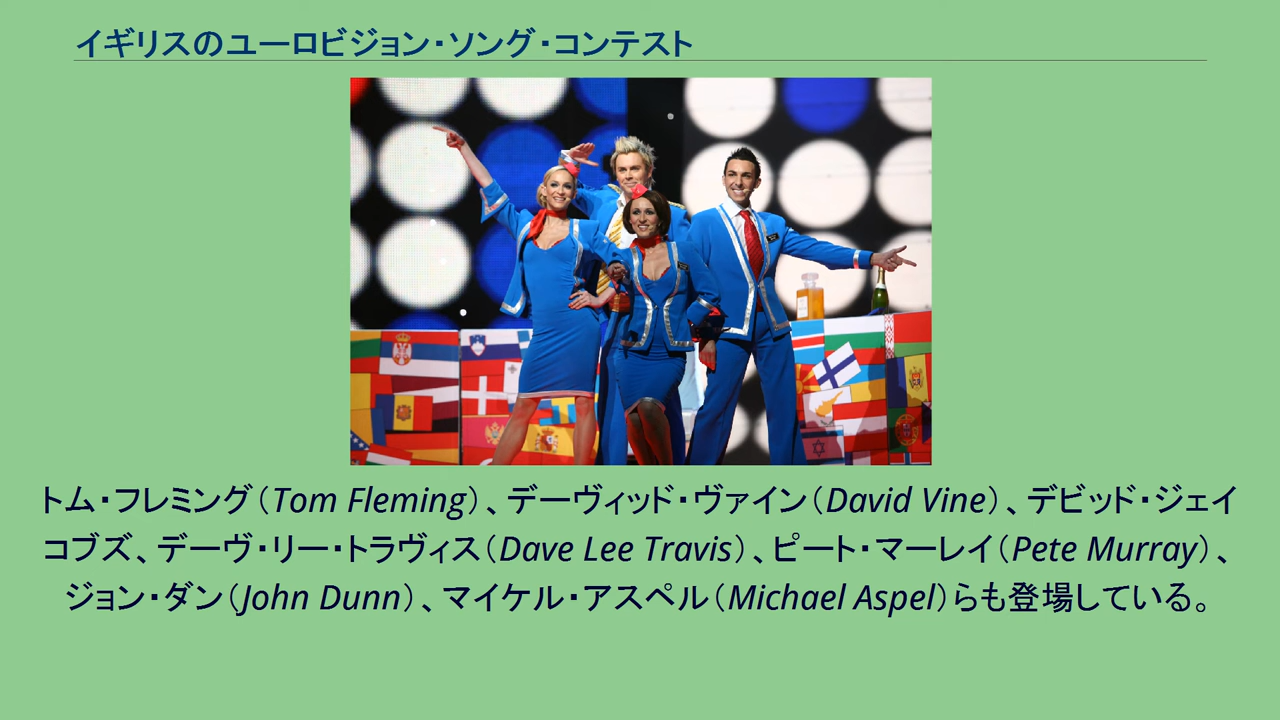 イギリスのユーロビジョン・ソング・コンテスト
トム・フレミング（Tom Fleming）、デーヴィッド・ヴァイン（David Vine）、デビッド・ジェイ
コブズ、デーヴ・リー・トラヴィス（Dave Lee Travis）、ピート・マーレイ（Pete Murray）、
ジョン・ダン（John Dunn）、マイケル・アスペル（Michael Aspel）らも登場している。